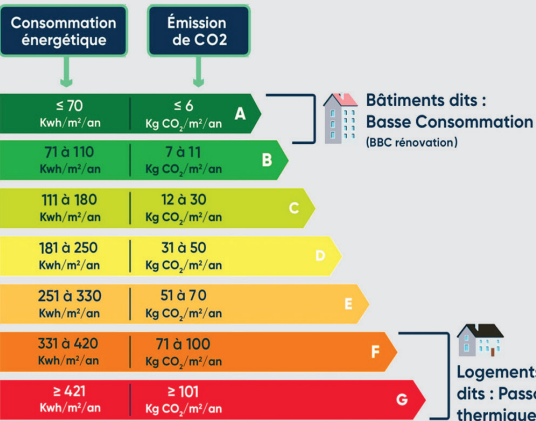 Consommation
énergétique
Émission
de CO2
≤ 70
Kwh/m²/an
≤ 6
Kg CO₂/m²/an
A
71 à 110
Kwh/m²/an
7 à 11
Kg CO₂/m²/an
B
111 à 180
Kwh/m²/an
12 à 30
Kg CO₂/m²/an
C
181 à 250
Kwh/m²/an
31 à 50
Kg CO₂/m²/an
D
251 à 330
Kwh/m²/an
51 à 70
Kg CO₂/m²/an
E
331 à 420
Kwh/m²/an
71 à 100
Kg CO₂/m²/an
F
≥ 421
Kwh/m²/an
≥ 101
Kg CO₂/m²/an
G
Bâtiments dits :
Basse Consommation
(BBC rénovation)
Logements
dits :